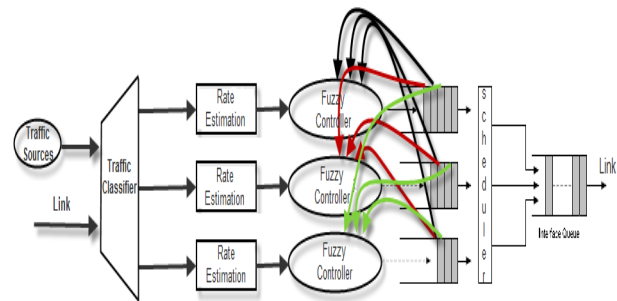 Traffic
Sources
Link
Traffic
Classifier
Rate
Estimation
Fuzzy
Controller
Rate
Estimation
Fuzzy
Controller
Rate
Estimation
Fuzzy
Controller
scheduler
Link
Interface Queue